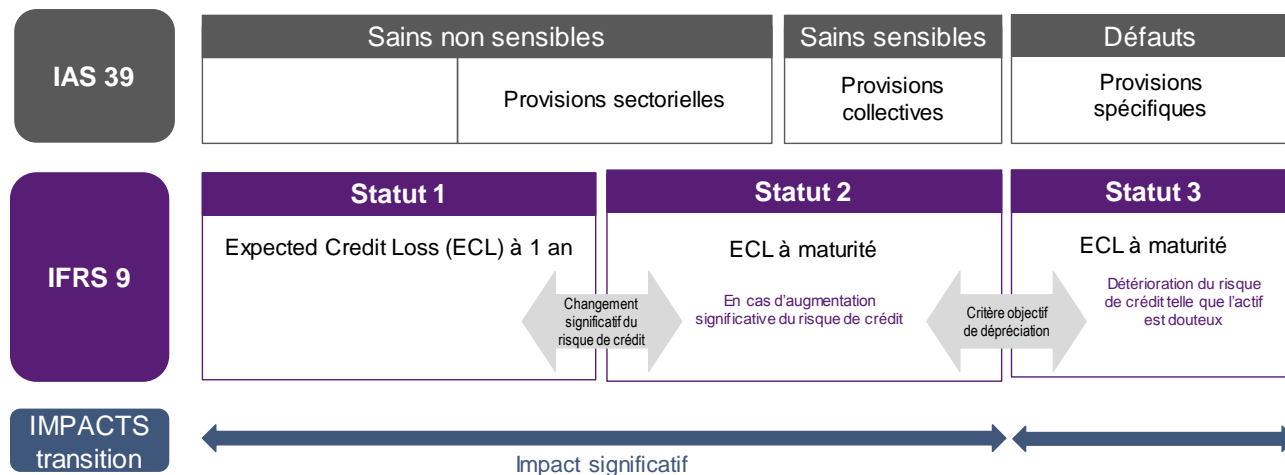 IAS 39
Sains non sensibles
Sains sensibles
Défauts
Provisions sectorielles
Provisions
collectives
Provisions
spécifiques
IFRS 9
Statut 1
Statut 2
Statut 3
Expected Credit Loss (ECL) à 1 an
ECL à maturité
ECL à maturité
Changement
significatif du
risque de crédit
En cas d'augmentation
significative du risque de crédit
Critère objectif
de dépréciation
Détérioration du risque
de crédit telle que l'actif
est douteux
IMPACTS
transition
Impact significatif